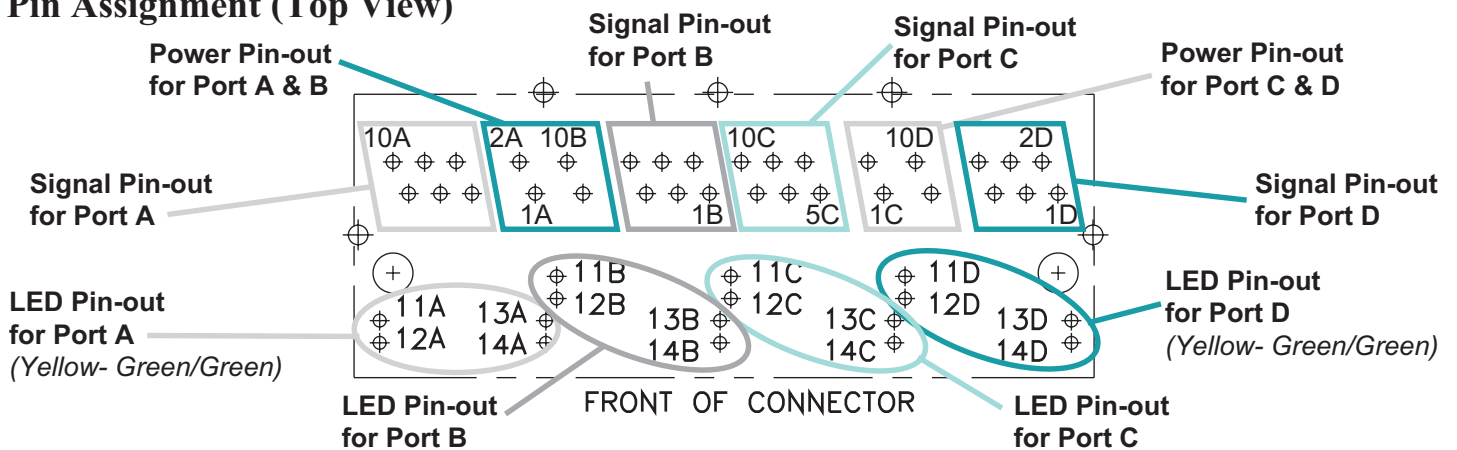 Pin Assignment (Top View)
Signal Pin-out
for Port B
Signal Pin-out
for Port C
Power Pin-out
for Port A & B
Power Pin-out
for Port C & D
10A
2A 10B
10C
10D
2D
1A
1B
5C
1C
1D
Signal Pin-out
for Port A
Signal Pin-out
for Port D
11A
12A
13A
14A
11B
12B
13B
14B
11C
12C
13C
14C
11D
12D
13D
14D
LED Pin-out
for Port A
(Yellow- Green/Green)
LED Pin-out
for Port D
(Yellow- Green/Green)
FRONT OF CONNECTOR
LED Pin-out
for Port B
LED Pin-out
for Port C